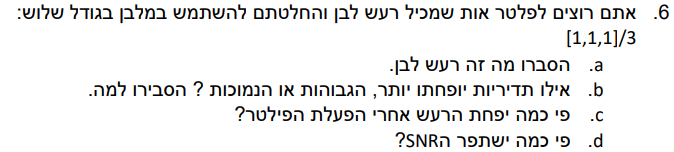 6. אתם רוצים לפלטר אות שמכיל רעש לבן והחלטתם להשתמש במלבן בגודל שלוש:
[1,1,1]/3
a. הסברו מה זה רעש לבן.
b. אילו תדיריות יופחתו יותר, הגבוהות או הנמוכות ? הסבירו למה.
c. פי כמה יפחת הרעש אחרי הפעלת הפילטר?
d. פי כמה ישתפר הSNR?